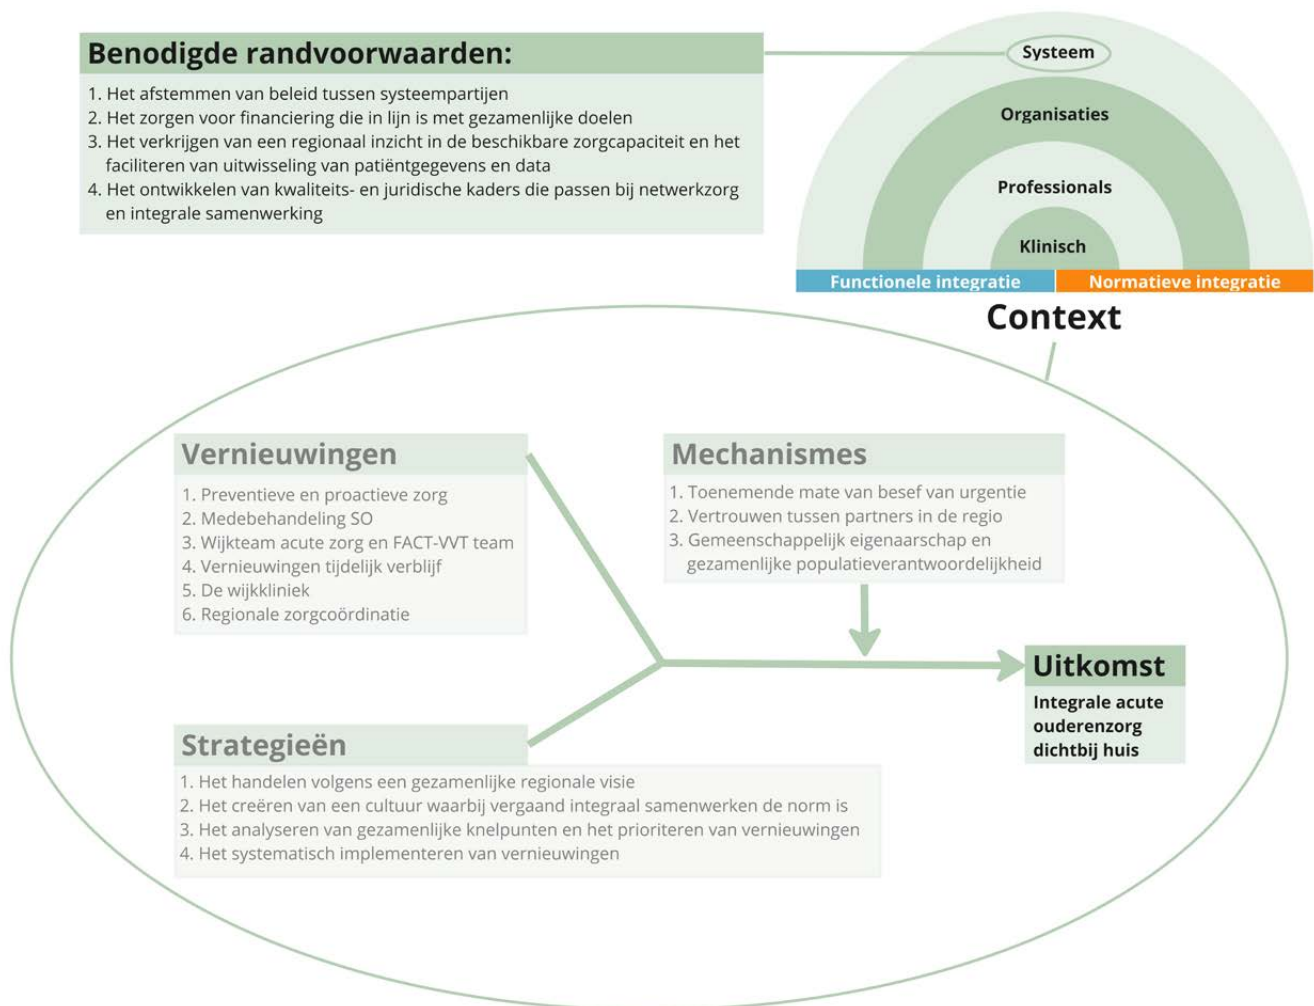 Benodigde randvoorwaarden:
1. Het afstemmen van beleid tussen systeempartijen
2. Het zorgen voor financiering die in lijn is met gezamenlijke doelen
3. Het verkrijgen van een regionaal inzicht in de beschikbare zorgcapaciteit en het
faciliteren van uitwisseling van patiëntgegevens en data
4. Het ontwikkelen van kwaliteits- en juridische kaders die passen bij netwerkzorg
en integrale samenwerking
Systeem
Organisaties
Professionals
Klinisch
Functionele integratie
Normatieve integratie
Context
Vernieuwingen
1. Preventieve en proactieve zorg
2. Medebehandeling SO
3. Wijkteam acute zorg en FACT-VVT team
4. Vernieuwingen tijdelijk verblijf
5. De wijkkliniek
6. Regionale zorgcoördinatie
Mechanismes
1. Toenemende mate van besef van urgentie
2. Vertrouwen tussen partners in de regio
3. Gemeenschappelijk eigenaarschap en
gezamenlijke populatieverantwoordelijkheid
Uitkomst
Integrale acute
ouderenzorg
dichtbij huis
Strategieën
1. Het handelen volgens een gezamenlijke regionale visie
2. Het creëren van een cultuur waarbij vergaand integraal samenwerken de norm is
3. Het analyseren van gezamenlijke knelpunten en het prioriteren van vernieuwingen
4. Het systematisch implementeren van vernieuwingen